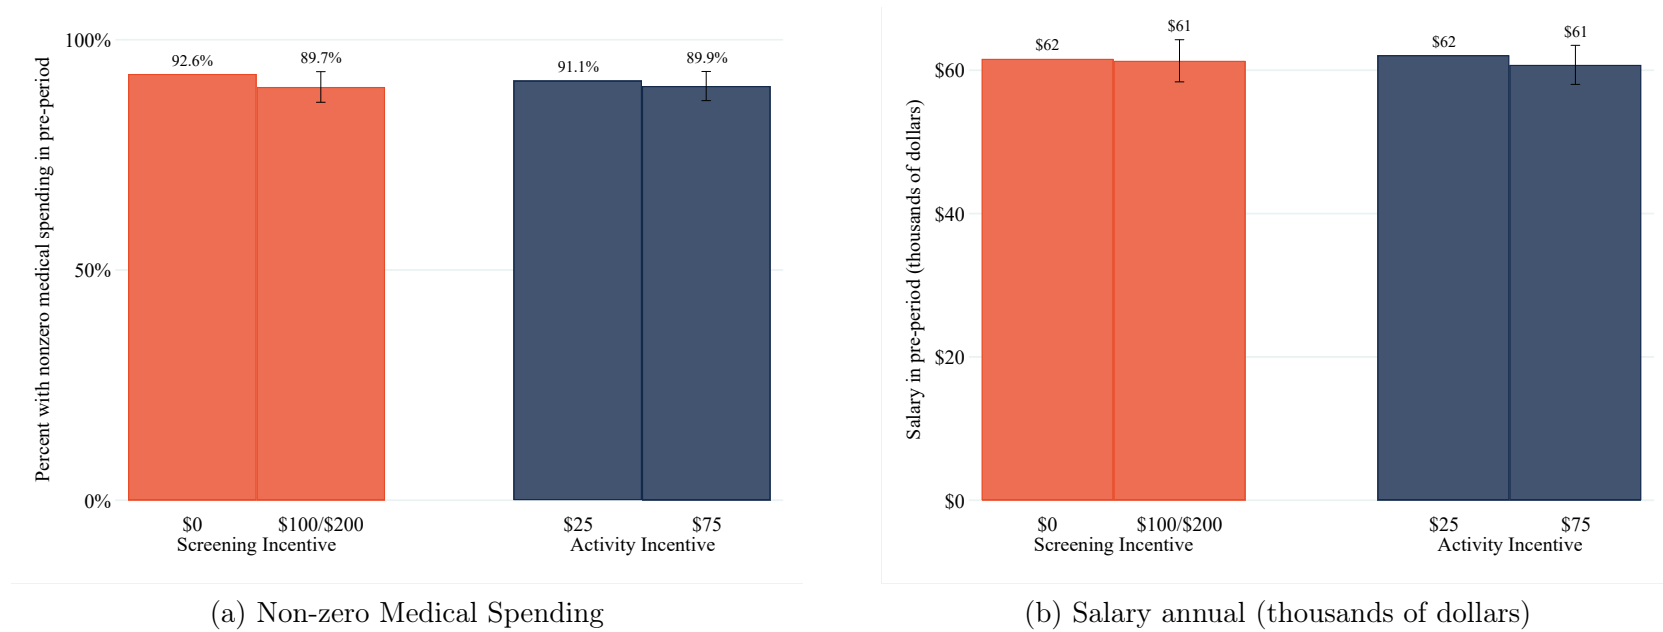 Percent with nonzero medical spending in pre-period
100%
50%
0%
92.6%
89.7%
91.1%
89.9%
$0
$100/$200
$25
$75
Screening Incentive
Activity Incentive
(a) Non-zero Medical Spending
Salary in pre-period (thousands of dollars)
$60
$40
$20
$0
$62
$61
$62
$61
$0
$100/$200
$25
$75
Screening Incentive
Activity Incentive
(b) Salary annual (thousands of dollars)